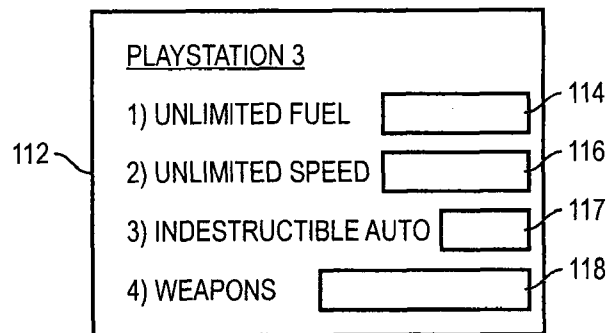 PLAYSTATION 3
1) UNLIMITED FUEL 114
112 2) UNLIMITED SPEED 116
3) INDESTRUCTIBLE AUTO 117
4) WEAPONS 118